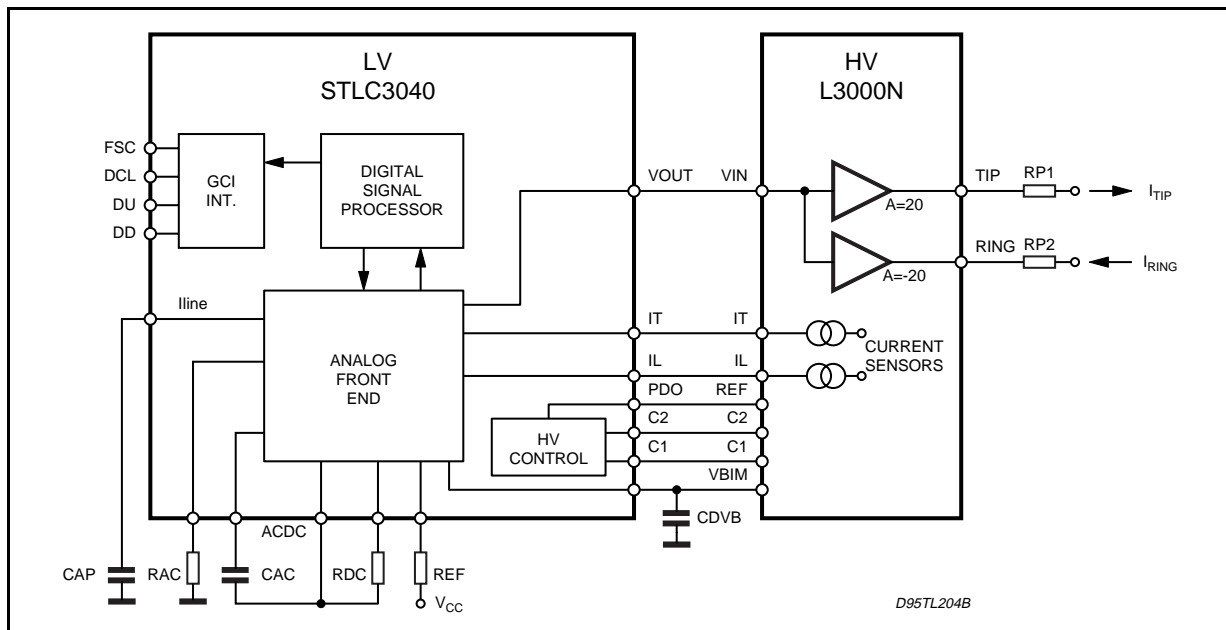 LV
STLC3040
HV
L3000N
FSC
DCL
DU
DD
GCI
INT.
DIGITAL
SIGNAL
PROCESSOR
VOUT
VIN
A=20
TIP
RP1
ITIP
A=-20
RING
RP2
IRING
Iline
ANALOG
FRONT
END
IT
IT
IL
IL
CURRENT
SENSORS
PDO
REF
C2
C2
C1
C1
HV
CONTROL
VBIM
CDVB
ACDC
CAP
RAC
CAC
RDC
REF
VCC
D95TL204B